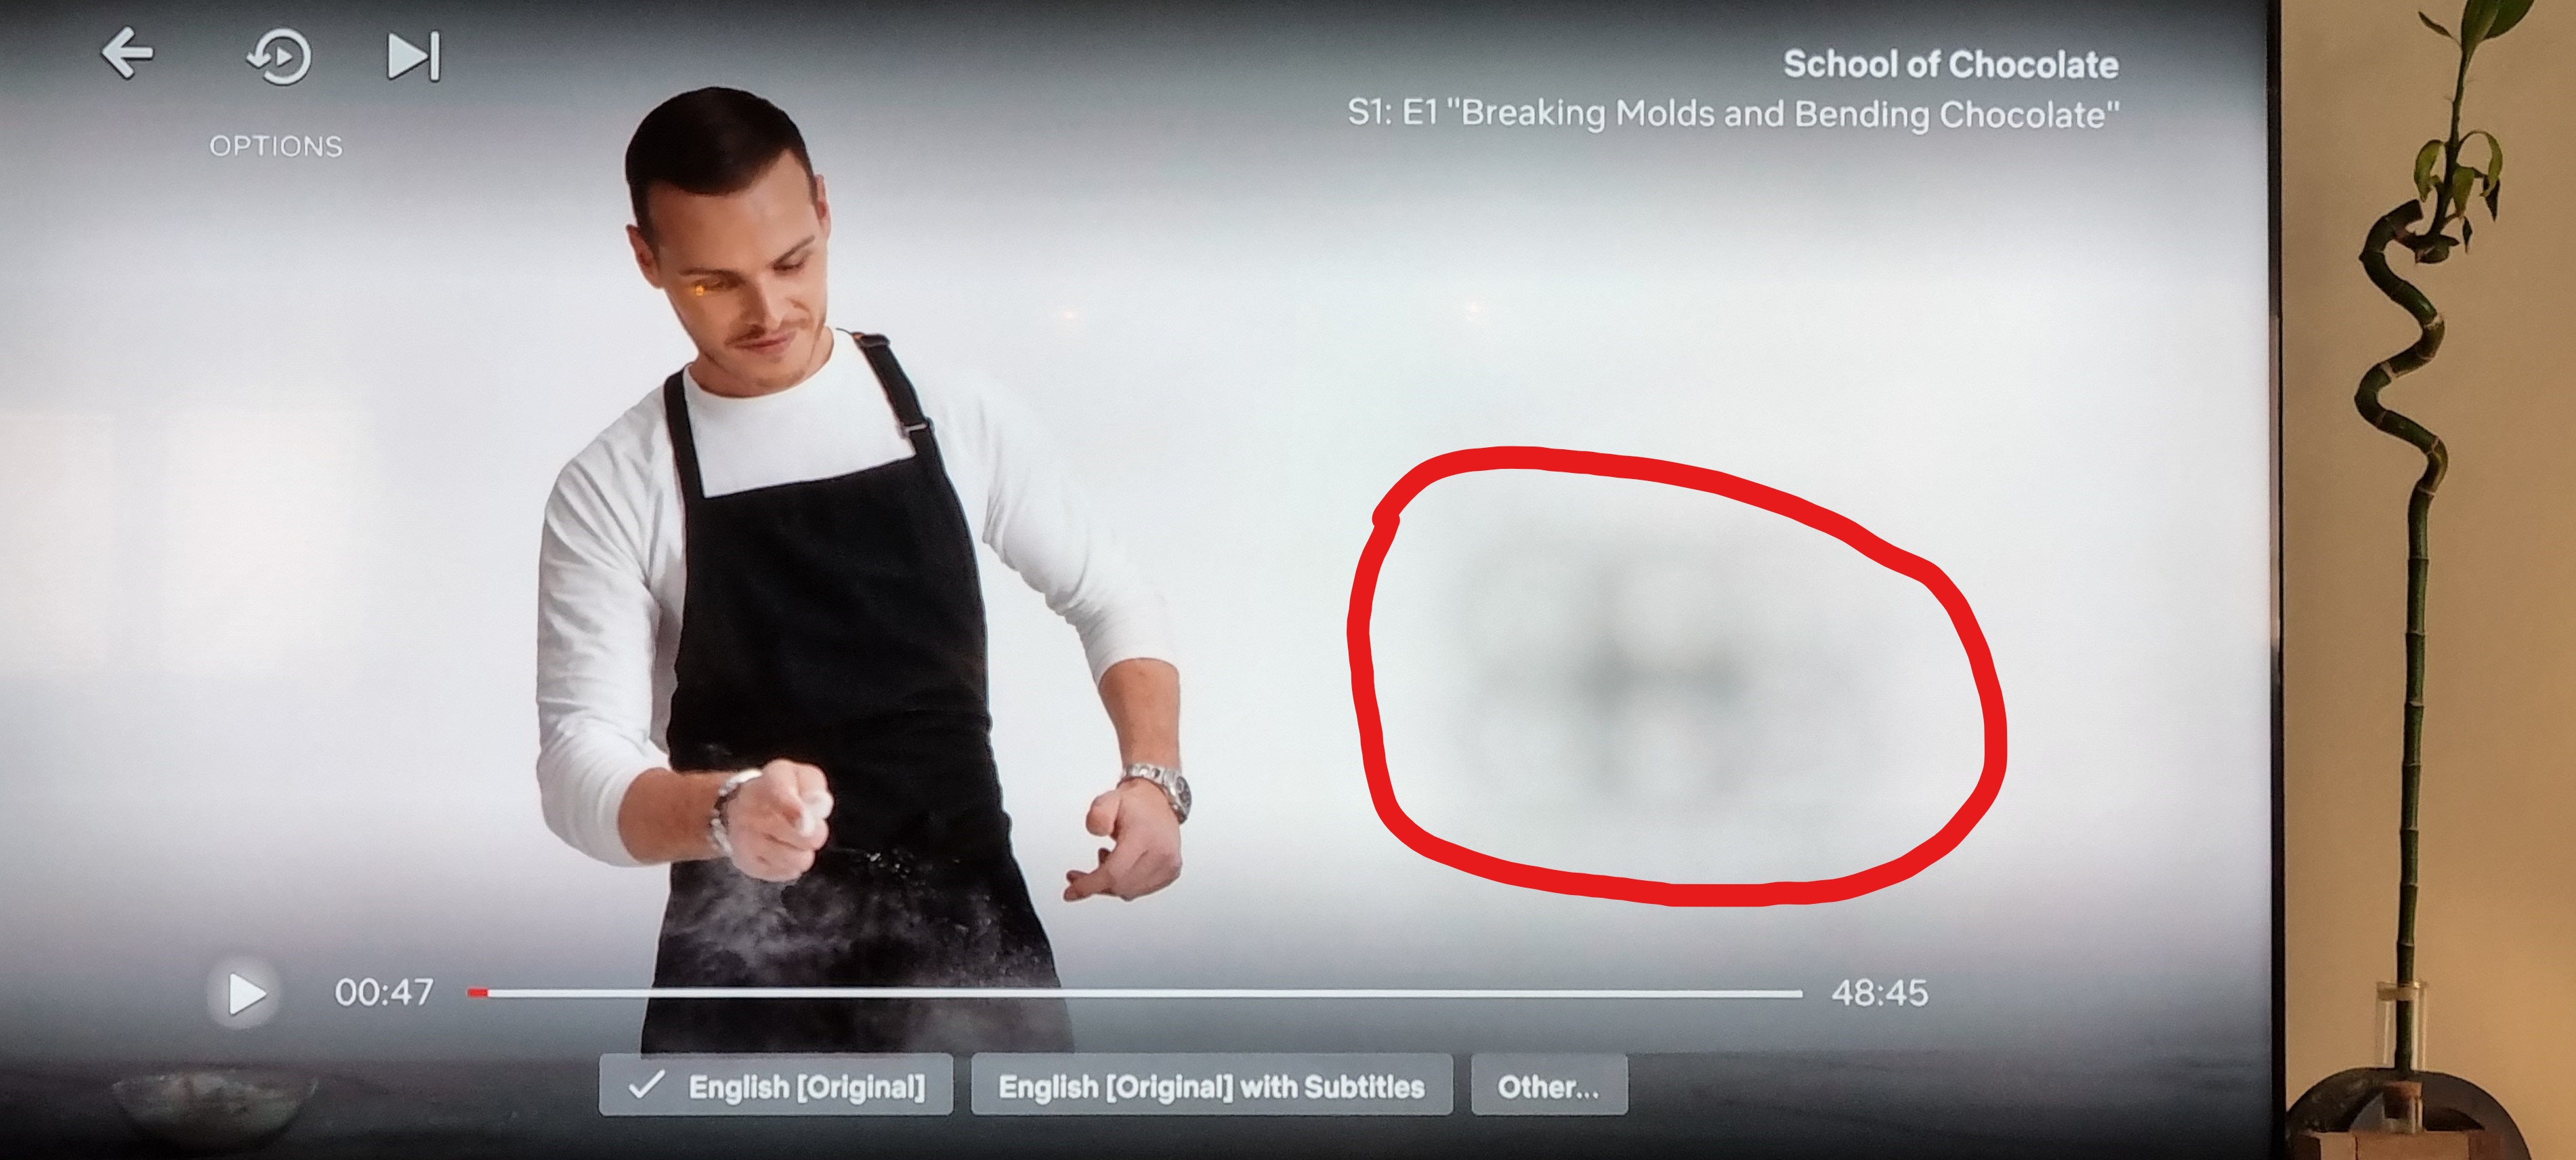 School of Chocolate
S1: E1 "Breaking Molds and Bending Chocolate"
OPTIONS
00:47
48:45
English [Original]
English [Original] with Subtitles
Other...